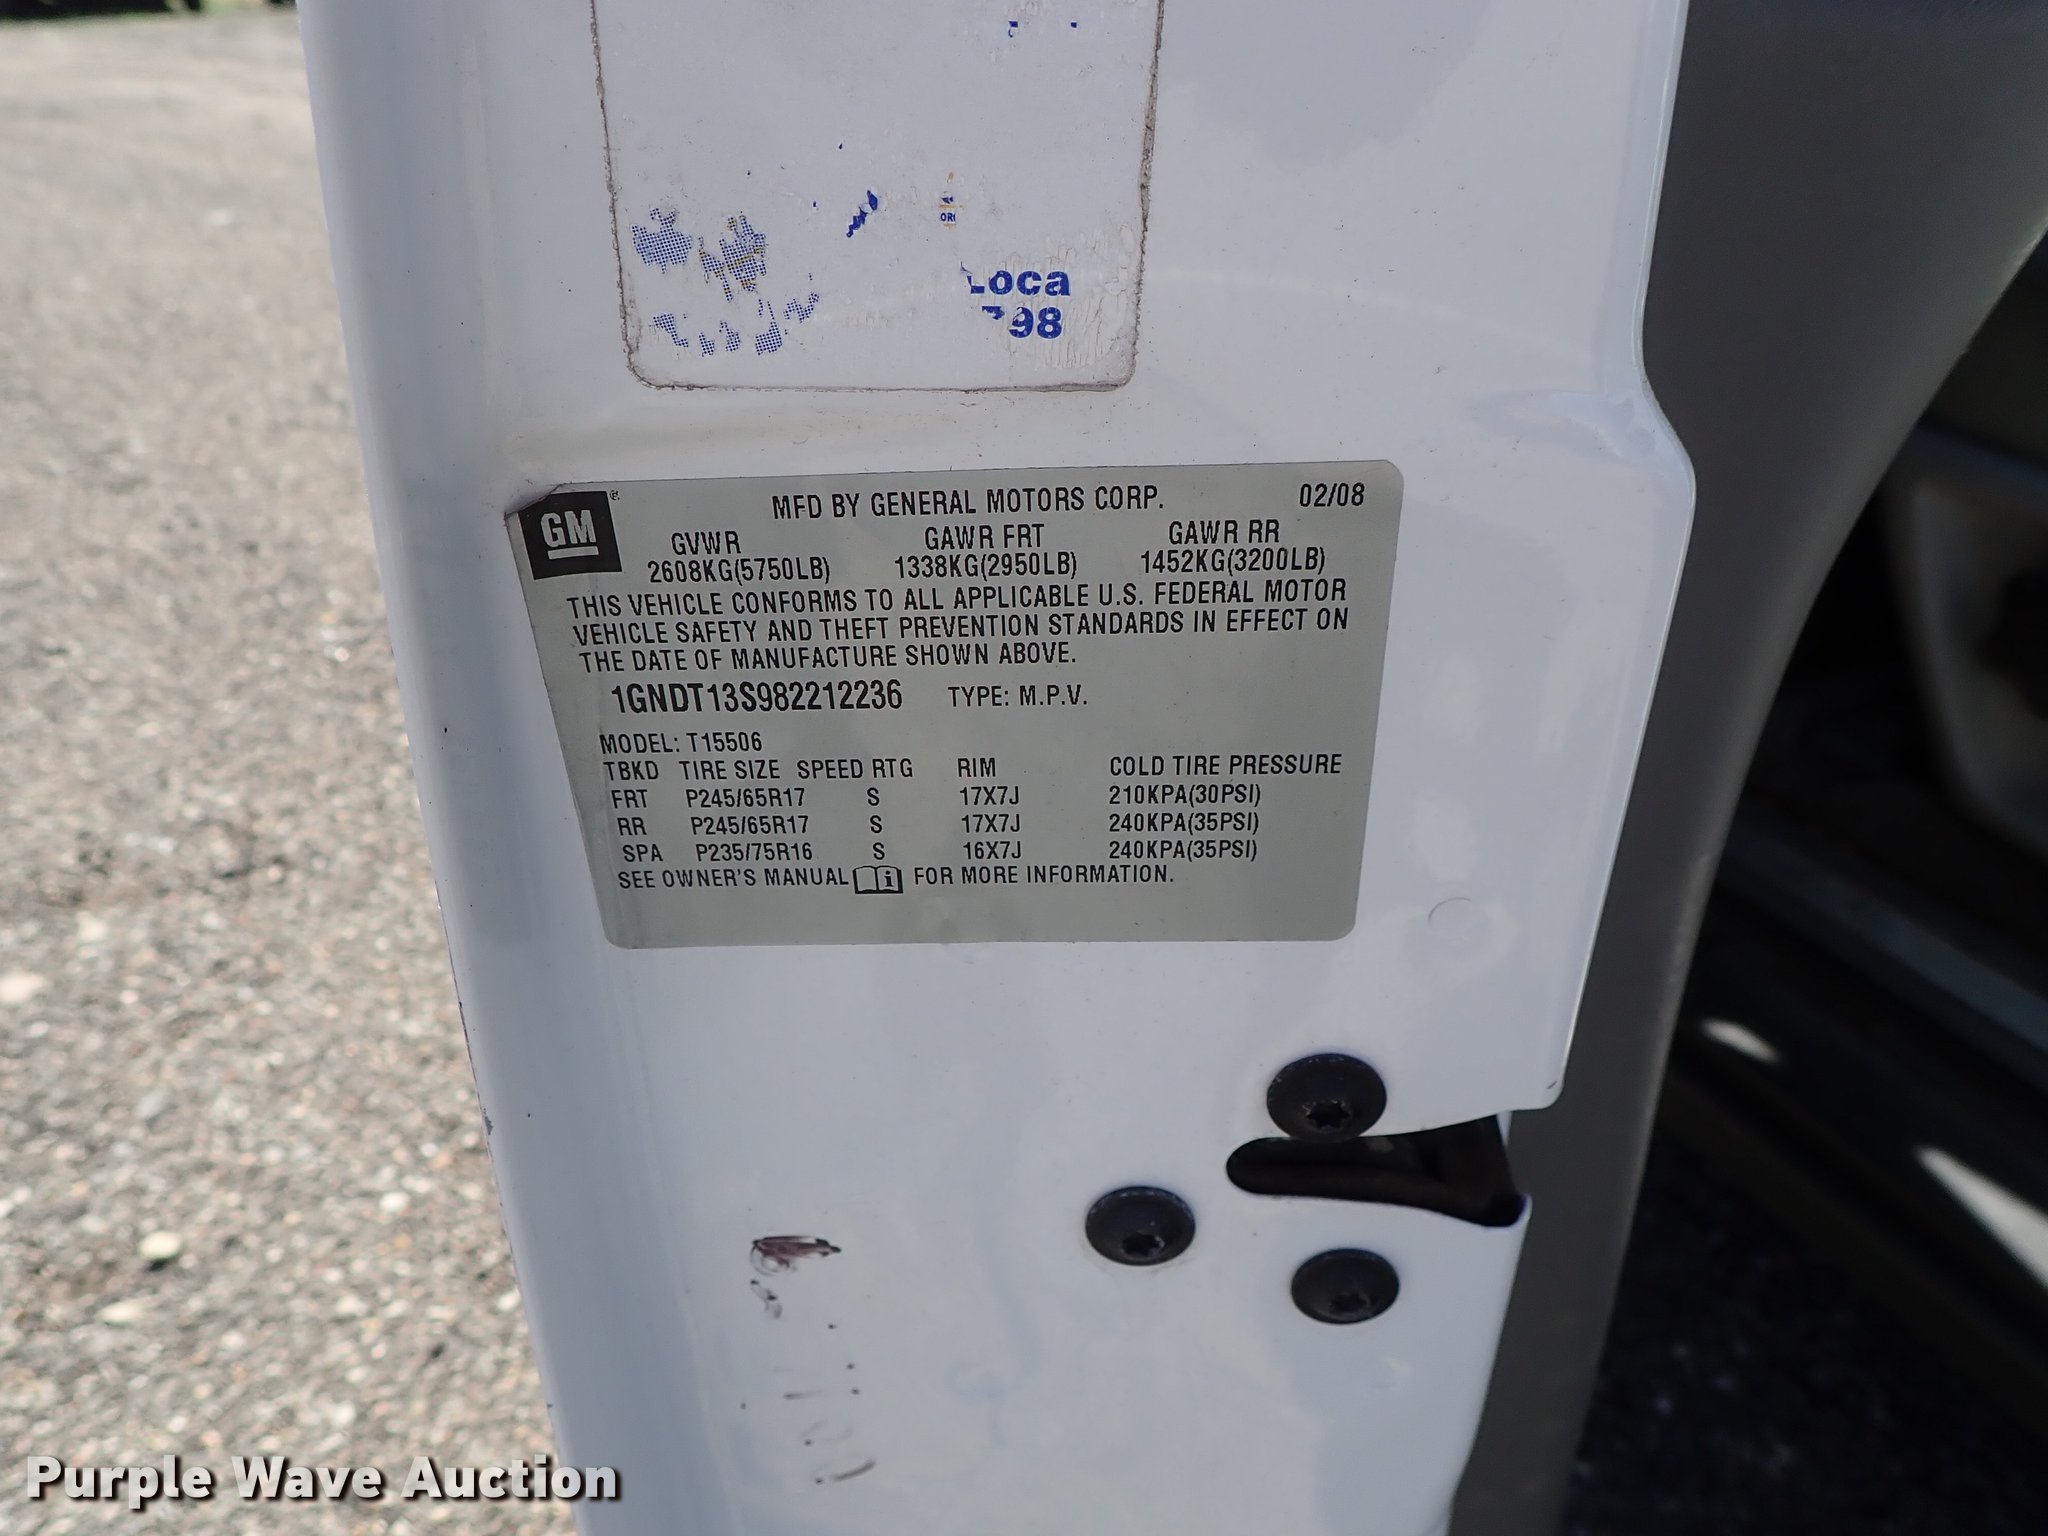 ORC
Loca
798
GM
MFD BY GENERAL MOTORS CORP. 02/08
GVWR GAWR FRT GAWR RR
2608KG(5750LB) 1338KG(2950LB) 1452KG(3200LB)
THIS VEHICLE CONFORMS TO ALL APPLICABLE U.S. FEDERAL MOTOR
VEHICLE SAFETY AND THEFT PREVENTION STANDARDS IN EFFECT ON
THE DATE OF MANUFACTURE SHOWN ABOVE.
1GNDT13S982212236 TYPE: M.P.V.
MODEL: T15506
TBKD TIRE SIZE SPEED RTG RIM COLD TIRE PRESSURE
FRT P245/65R17 S 17X7J 210KPA(30PSI)
RR P245/65R17 S 17X7J 240KPA(35PSI)
SPA P235/75R16 S 16X7J 240KPA(35PSI)
SEE OWNER'S MANUAL i FOR MORE INFORMATION.
Purple Wave Auction